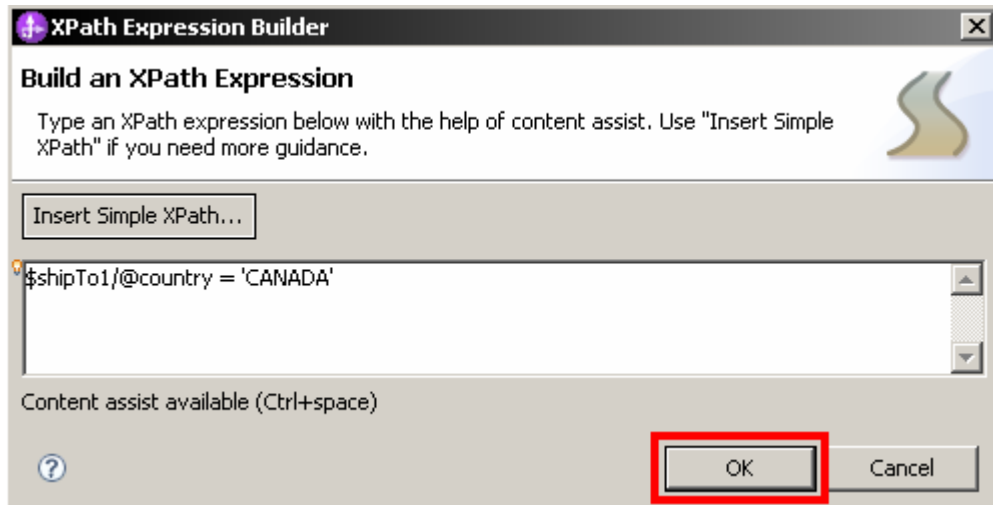 XPath Expression Builder
Build an XPath Expression
Type an XPath expression below with the help of content assist. Use "Insert Simple
XPath" if you need more guidance.
Insert Simple XPath...
$shipTo1/@country = 'CANADA'
Content assist available (Ctrl+space)
OK
Cancel